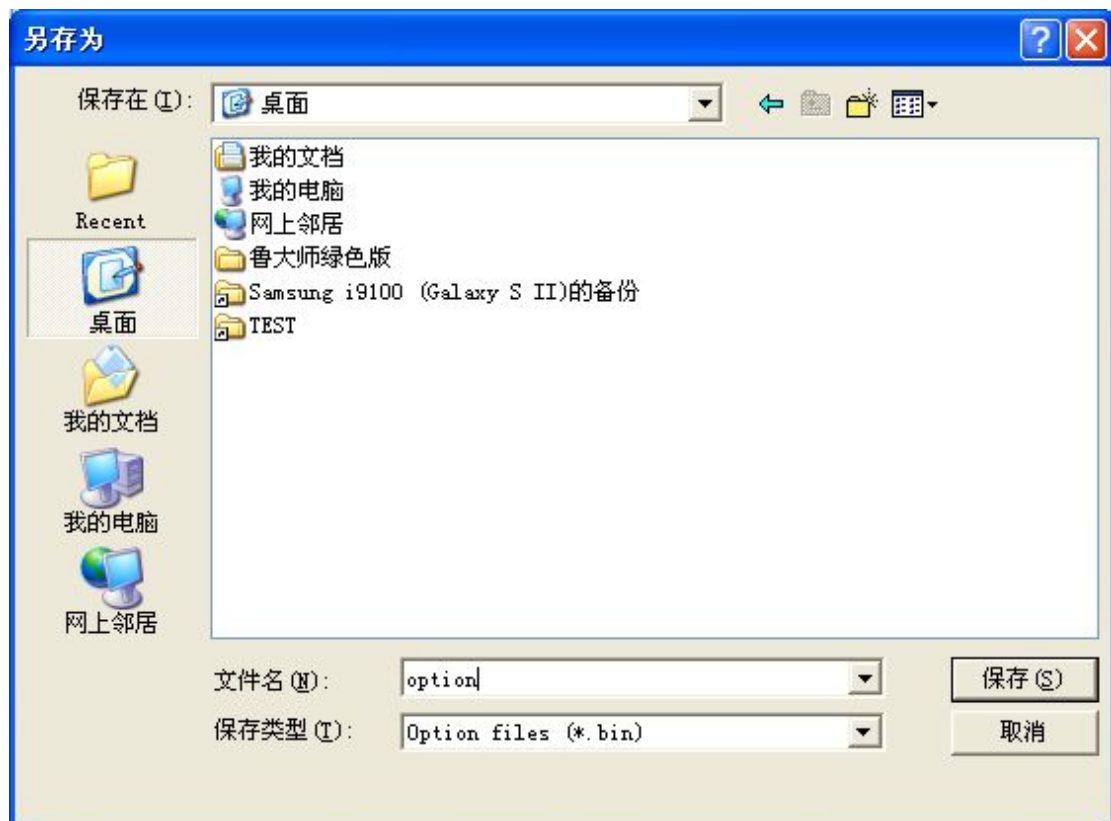 另存为
保存在(I):
桌面
Recent
桌面
我的文档
我的电脑
网上邻居
我的文档
我的电脑
网上邻居
鲁大师绿色版
Samsung i9100 (Galaxy S II)的备份
TEST
文件名(N):
option
保存(S)
保存类型(T):
Option files (*.bin)
取消